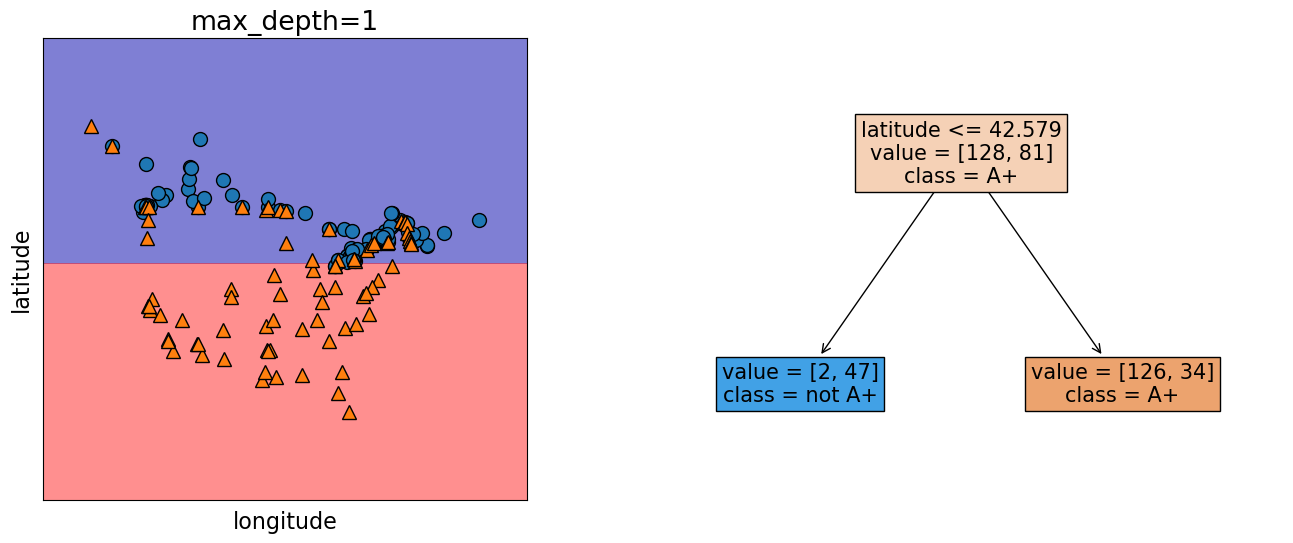 max_depth=1
latitude
longitude
latitude <= 42.579
value = [128, 81]
class = A+
value = [2, 47]
class = not A+
value = [126, 34]
class = A+